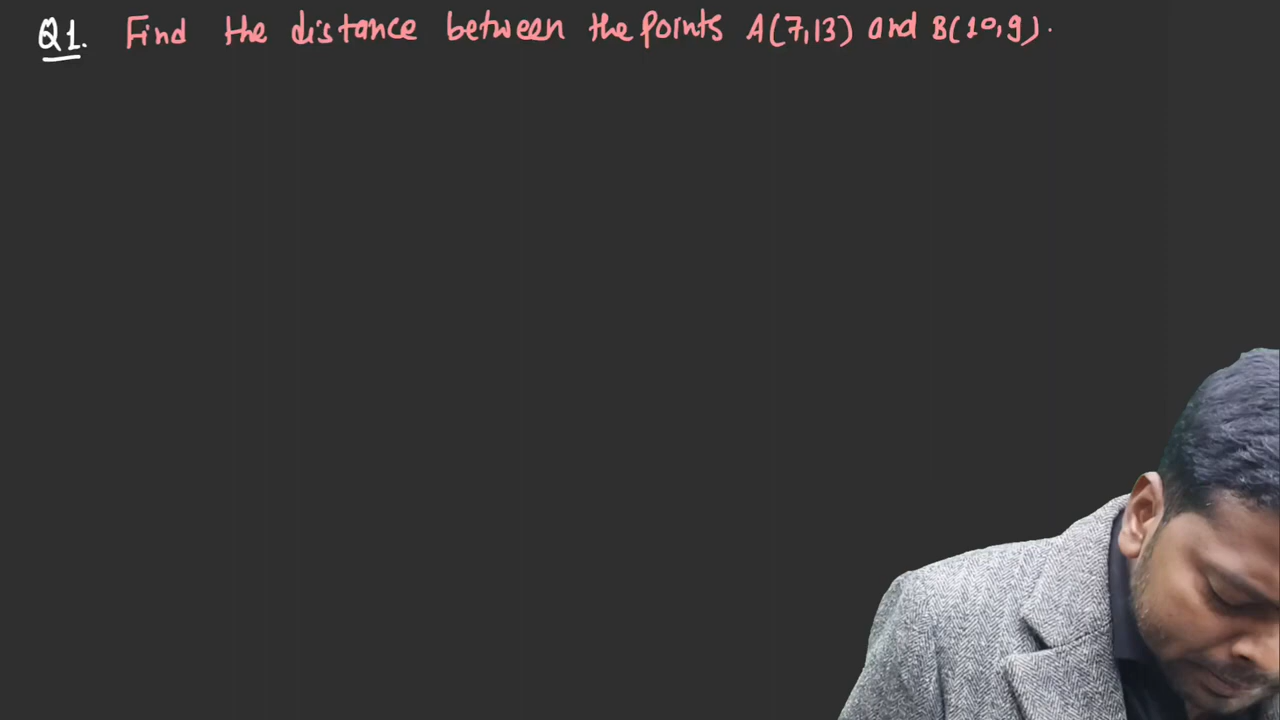 Q1. Find the distance between the points A(7,13) and B(10,9).